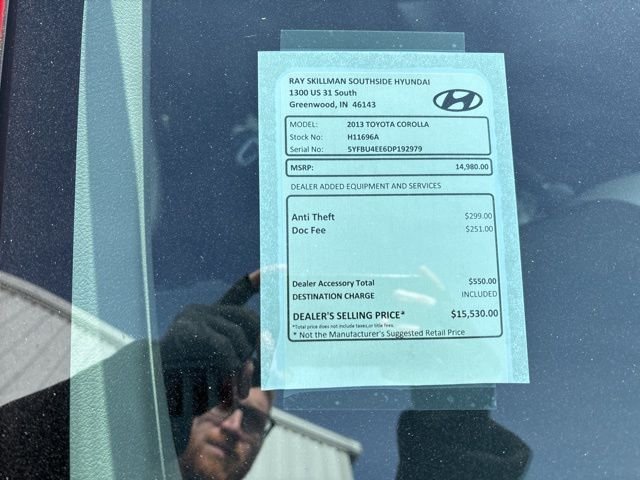 RAY SKILLMAN SOUTHSIDE HYUNDAI
1300 US 31 South
Greenwood, IN 46143
MODEL: 2013 TOYOTA COROLLA
Stock No: H11696A
Serial No: 5YFBU4EE6DP192979
MSRP: 14,980.00
DEALER ADDED EQUIPMENT AND SERVICES
Anti Theft $299.00
Doc Fee $251.00
Dealer Accessory Total $550.00
DESTINATION CHARGE INCLUDED
DEALER'S SELLING PRICE* $15,530.00
*Total price does not include taxes,or title fees.
* Not the Manufacturer's Suggested Retail Price